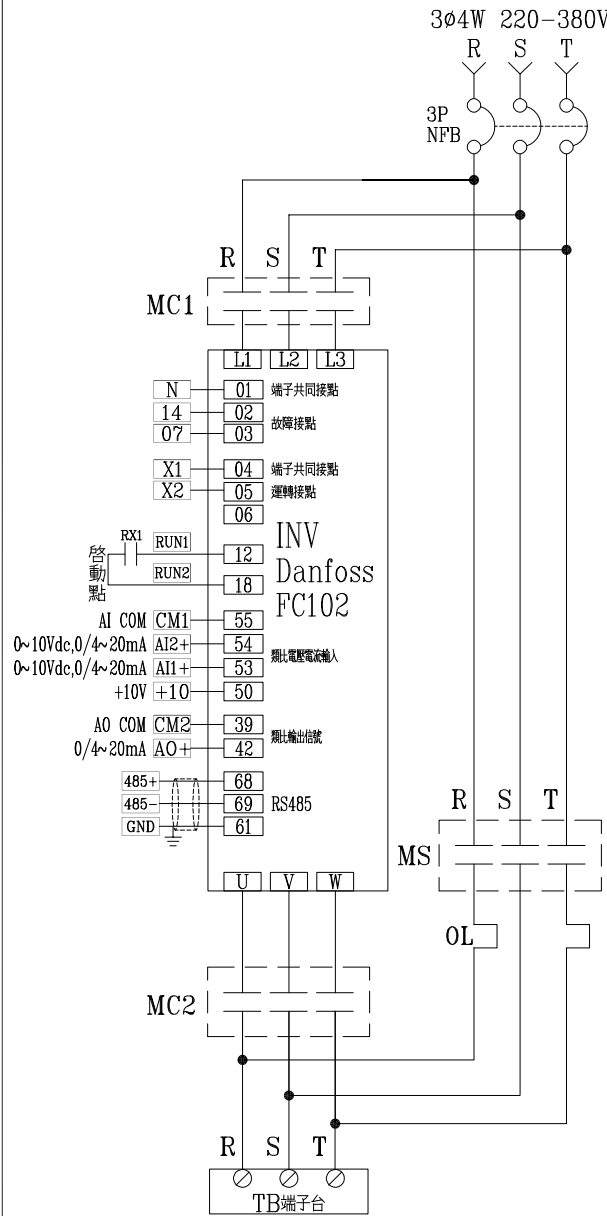 3ø4W 220-380V
R S T
3P
NFB
R S T
MC1
L1 L2 L3
N 01 端子共同接點
14 02
故障接點
07 03
X1 04 端子共同接點
X2 05 運轉接點
06
INV
Danfoss
FC102
啓動點
RX1 RUN1 12
RUN2 18
AI COM CM1 55
0~10Vdc,0/4~20mA AI2+ 54
類比電壓電流輸入
0~10Vdc,0/4~20mA AI1+ 53
+10V +10 50
AO COM CM2 39
類比輸出信號
0/4~20mA AO+ 42
485+ 68
485- 69 RS485
GND 61
R S T
MS
U V W
OL
MC2
R S T
TB端子台